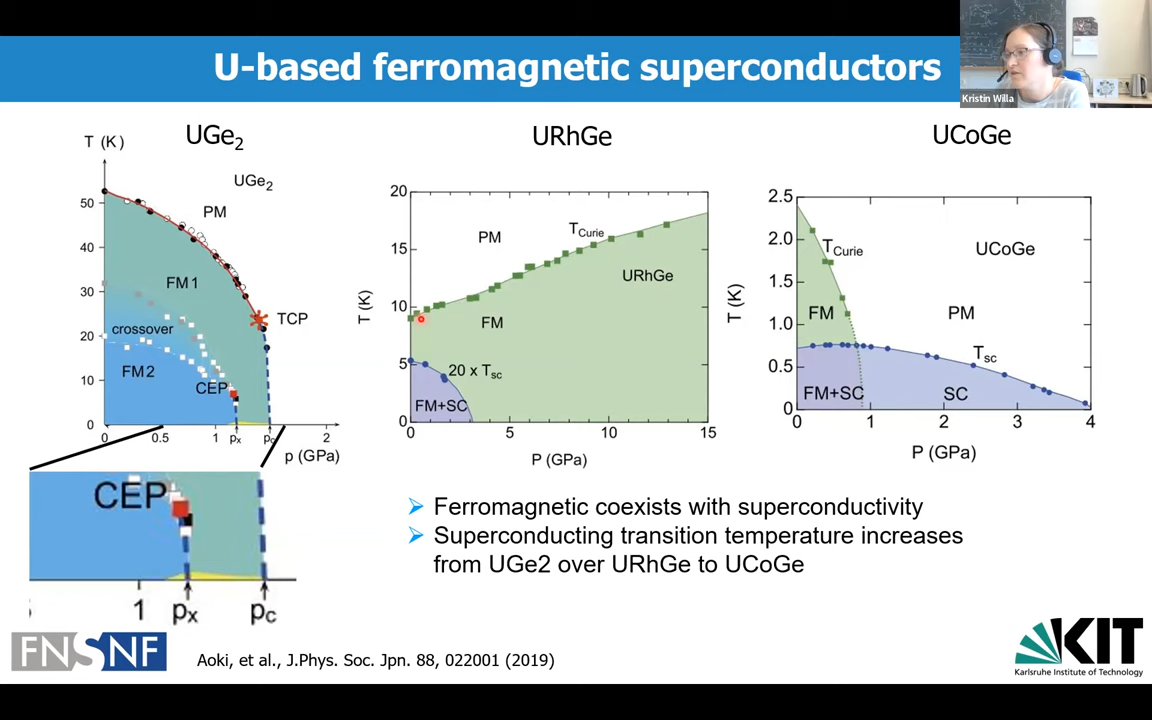 U-based ferromagnetic superconductors
Kristin Willa
UGe2
T (K)
UGe2
PM
50
40
FM1
30
TCP
crossover
20
FM2
10
CEP
0
0
0.5
1
px
pc
2
p (GPa)
CEP
1
px
pc
URhGe
20
15
10
5
0
T (K)
PM
TCurie
URhGe
FM
20 x Tsc
FM+SC
0
5
10
15
P (GPa)
UCoGe
2.5
2.0
1.5
1.0
0.5
0
T (K)
TCurie
UCoGe
FM
PM
Tsc
FM+SC
SC
0
1
2
3
4
P (GPa)
Ferromagnetic coexists with superconductivity
Superconducting transition temperature increases
from UGe2 over URhGe to UCoGe
FNSNF
Aoki, et al., J.Phys. Soc. Jpn. 88, 022001 (2019)
KIT
Karlsruhe Institute of Technology